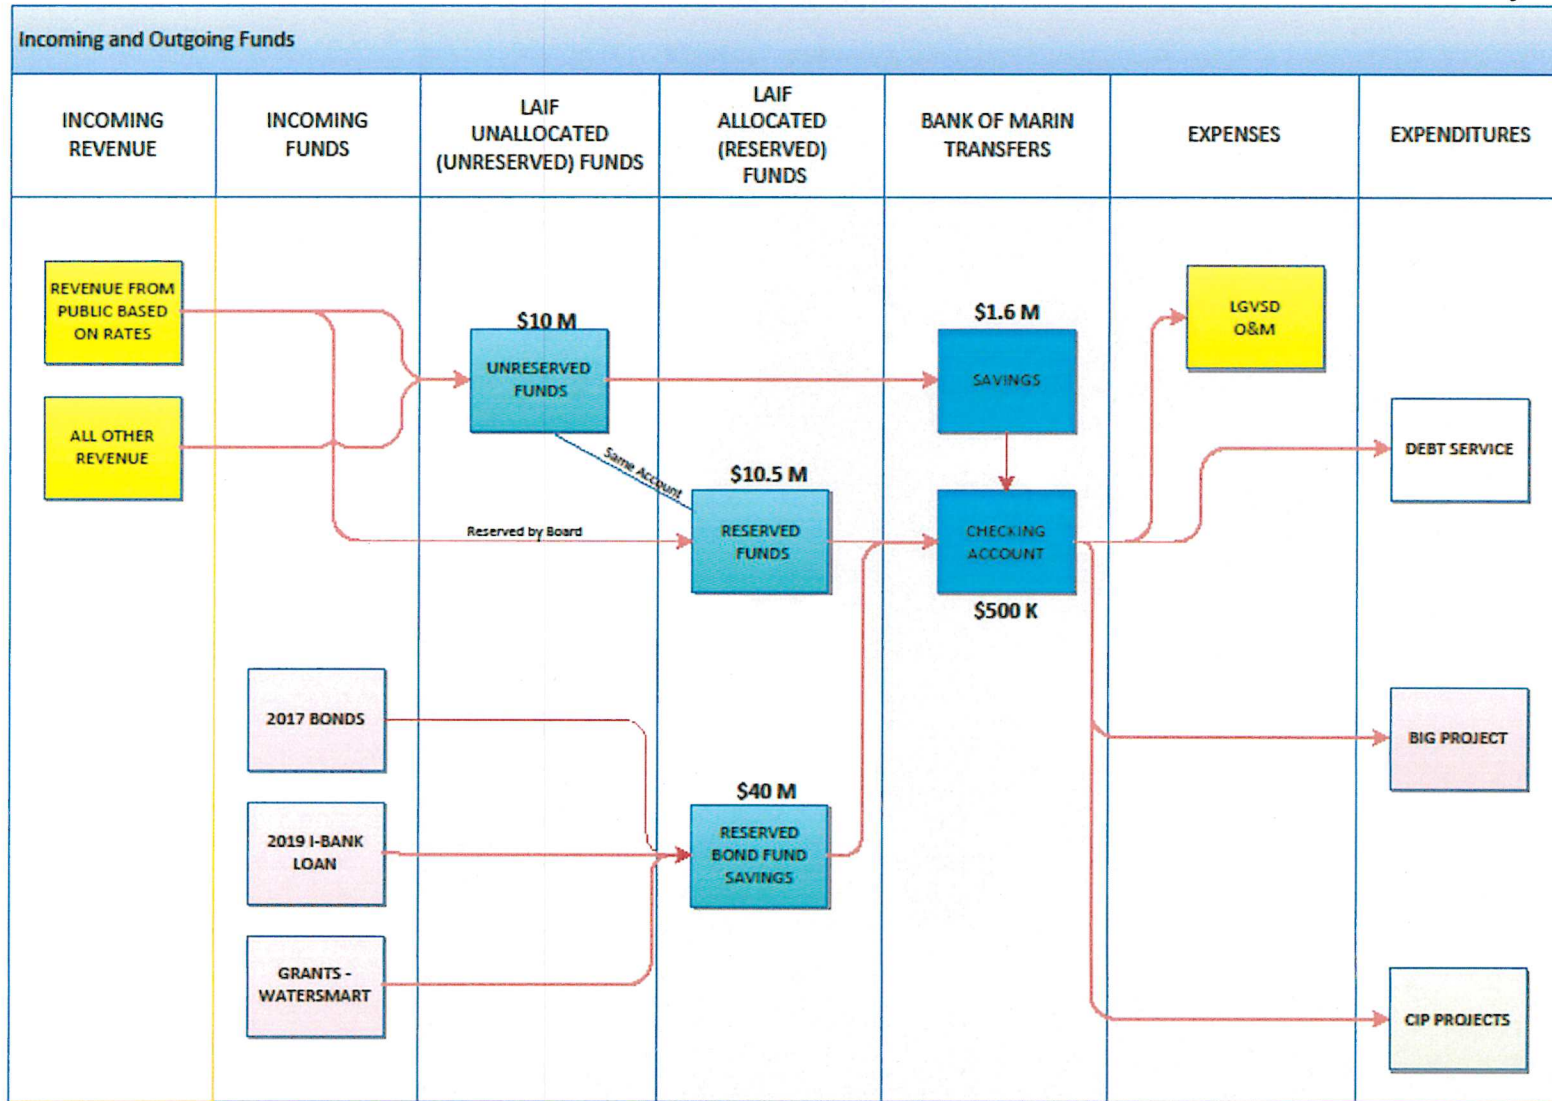 Incoming and Outgoing Funds
INCOMING
REVENUE
INCOMING
FUNDS
LAIF
UNALLOCATED
(UNRESERVED) FUNDS
LAIF
ALLOCATED
(RESERVED)
FUNDS
BANK OF MARIN
TRANSFERS
EXPENSES
EXPENDITURES
REVENUE FROM
PUBLIC BASED
ON RATES
ALL OTHER
REVENUE
$10 M
UNRESERVED
FUNDS
Same Account
Reserved by Board
$10.5 M
RESERVED
FUNDS
$1.6 M
SAVINGS
CHECKING
ACCOUNT
$500 K
LGVSD
O&M
DEBT SERVICE
2017 BONDS
2019 I-BANK
LOAN
GRANTS -
WATERSMART
$40 M
RESERVED
BOND FUND
SAVINGS
BIG PROJECT
CIP PROJECTS